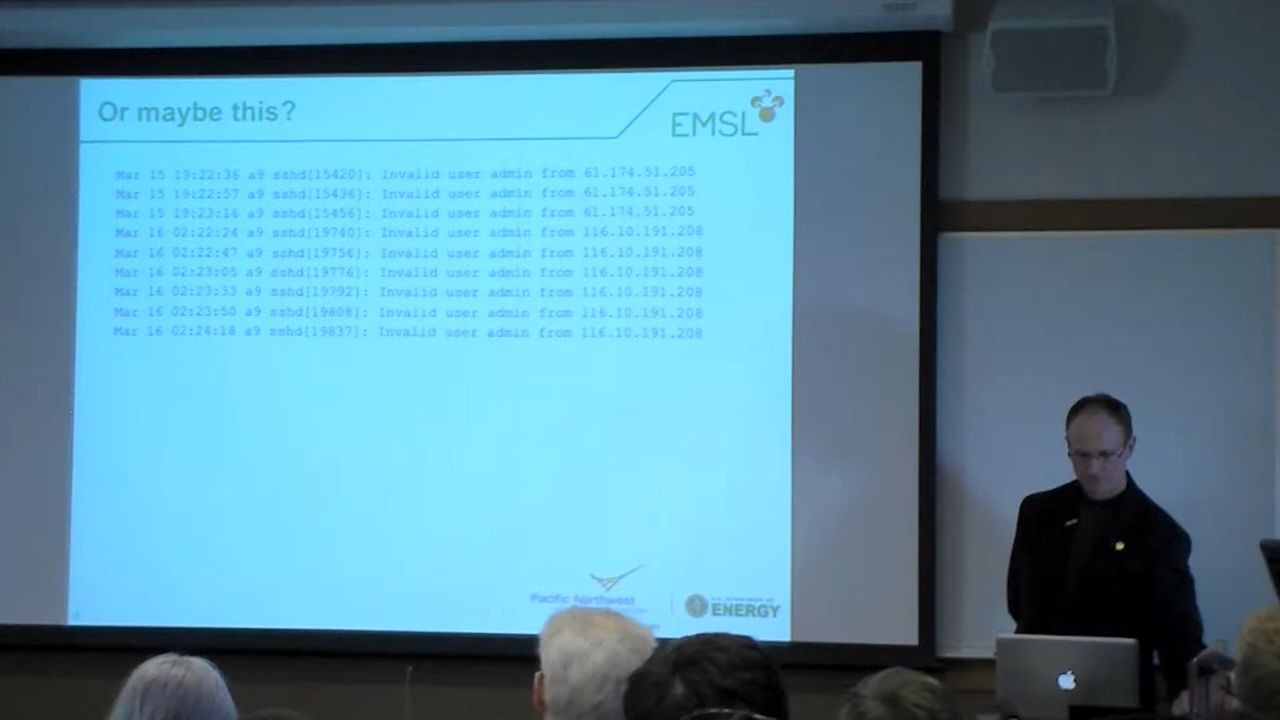 Or maybe this?
EMSL
Mar 15 19:22:36 a9 sshd[15420]: Invalid user admin from 61.174.51.205
Mar 15 19:22:57 a9 sshd[15436]: Invalid user admin from 61.174.51.205
Mar 15 19:23:16 a9 sshd[15456]: Invalid user admin from 61.174.51.205
Mar 16 02:22:24 a9 sshd[19740]: Invalid user admin from 116.10.191.208
Mar 16 02:22:47 a9 sshd[19756]: Invalid user admin from 116.10.191.208
Mar 16 02:23:05 a9 sshd[19776]: Invalid user admin from 116.10.191.208
Mar 16 02:23:33 a9 sshd[19792]: Invalid user admin from 116.10.191.208
Mar 16 02:23:50 a9 sshd[19808]: Invalid user admin from 116.10.191.208
Mar 16 02:24:18 a9 sshd[19837]: Invalid user admin from 116.10.191.208
Pacific Northwest
U.S. DEPARTMENT OF
ENERGY